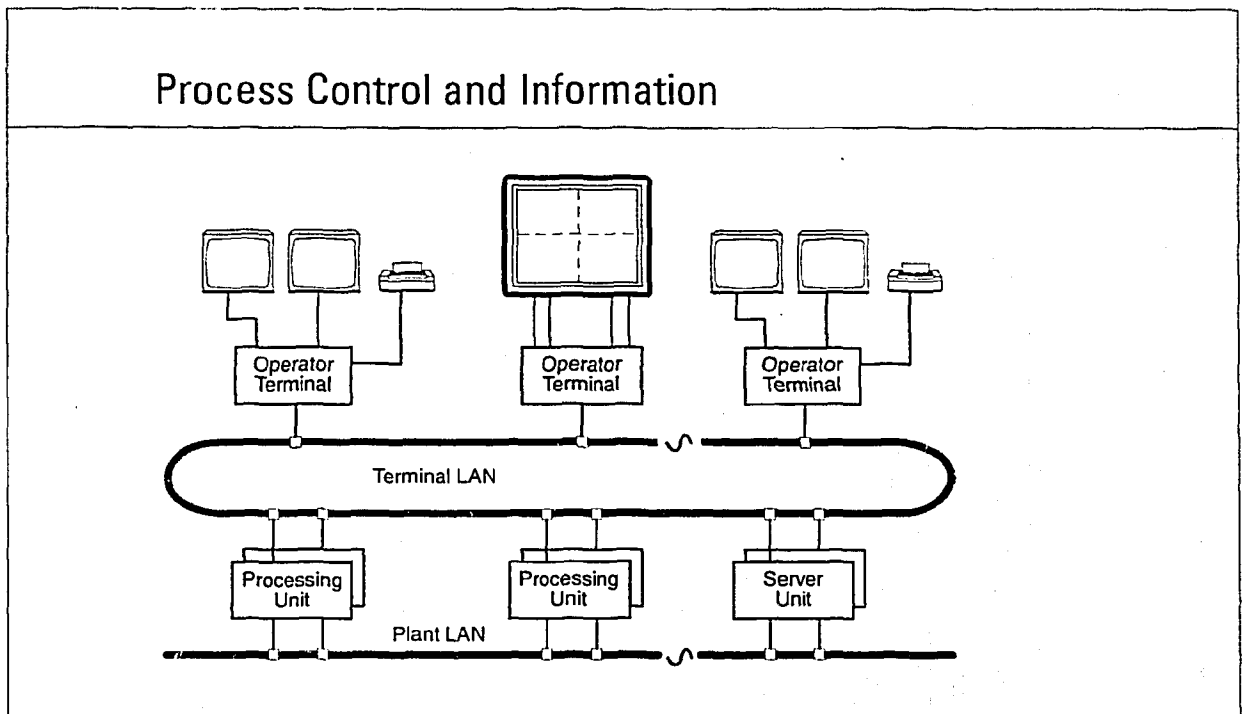 Process Control and Information
Operator
Terminal
Operator
Terminal
Operator
Terminal
Terminal LAN
Processing
Unit
Processing
Unit
Server
Unit
Plant LAN